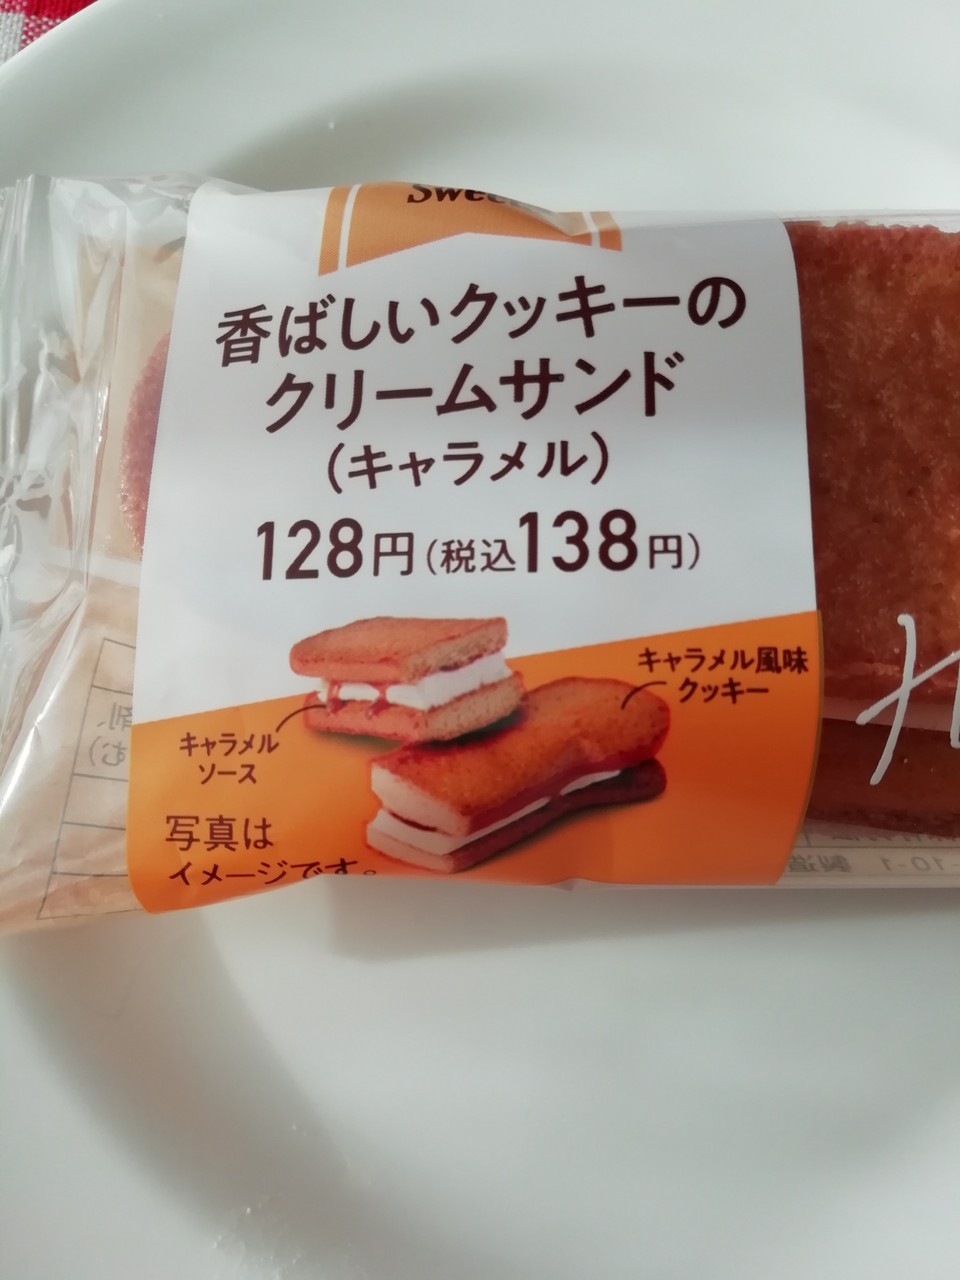 香ばしいクッキーの
クリームサンド
(キャラメル)
128円(税込138円)
キャラメル風味
クッキー
キャラメル
ソース
写真は
イメージです。